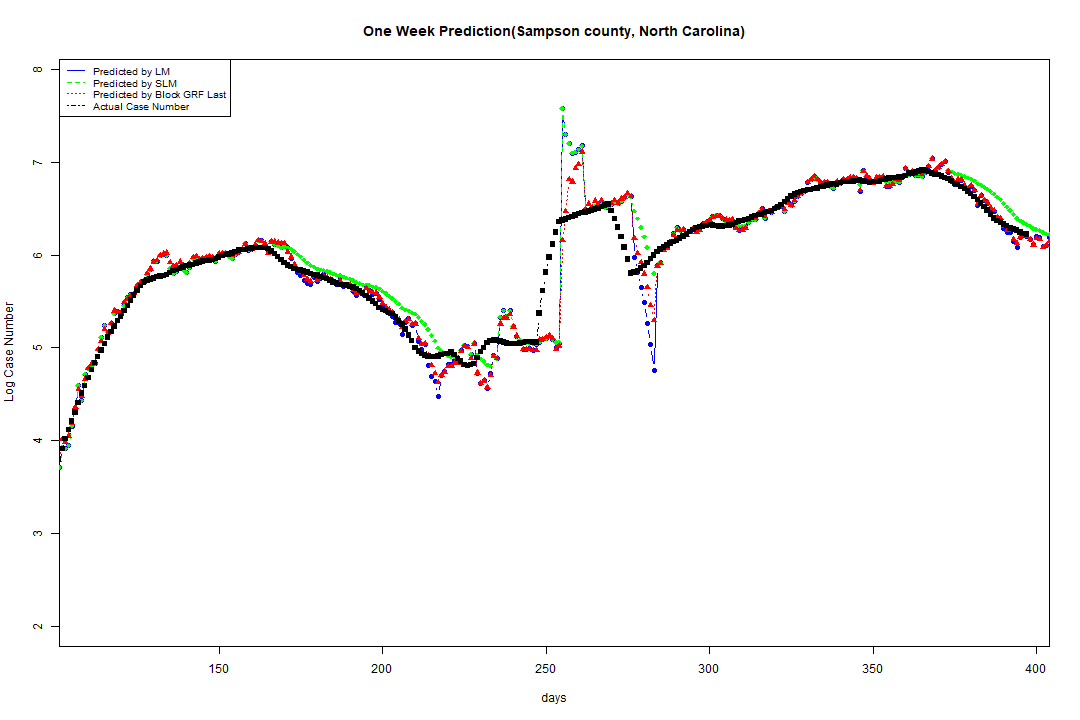 One Week Prediction(Sampson county, North Carolina)
Predicted by LM
Predicted by SLM
Predicted by Block GRF Last
Actual Case Number
8
7
6
5
4
3
2
Log Case Number
150
200
250
300
350
400
days